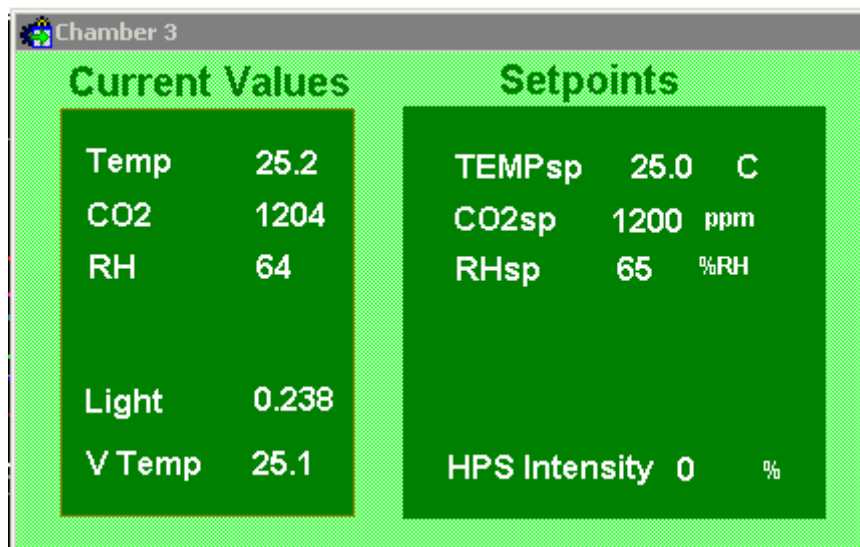 Chamber 3
Current Values
Temp 25.2
CO2 1204
RH 64
Light 0.238
V Temp 25.1
Setpoints
TEMPsp 25.0 C
CO2sp 1200 ppm
RHsp 65 %RH
HPS Intensity 0 %